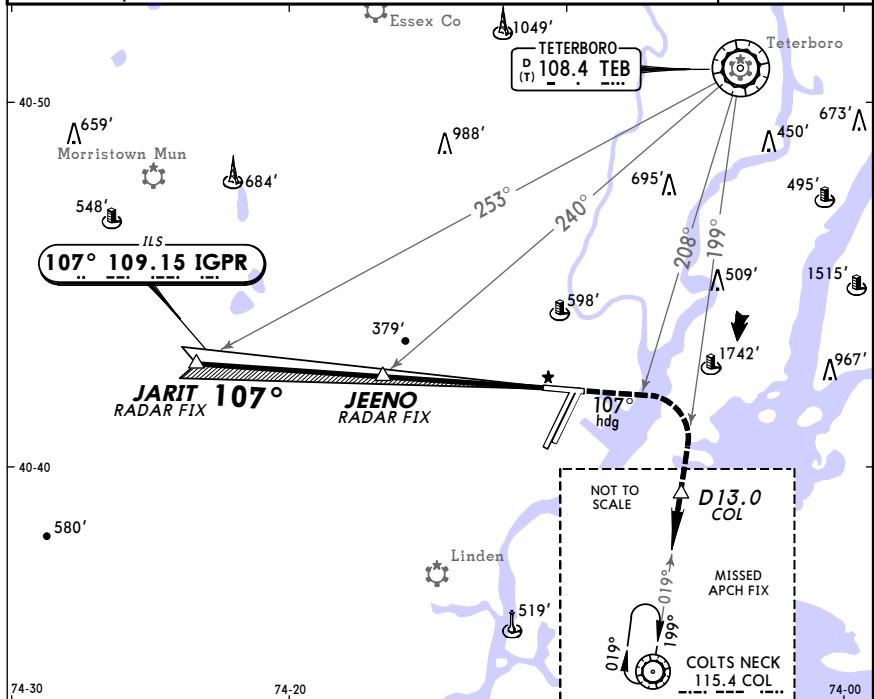 Essex Co
1049'
TETERBORO
D
(T) 108.4 TEB
Teterboro
40-50
659'
988'
450'
673'
Morristown Mun
684'
695'
495'
548'
253°
240°
208°
199°
ILS
107° 109.15 IGPR
509'
1515'
598'
379'
1742'
967'
JARIT
RADAR FIX
107°
JEENO
RADAR FIX
107°
hdg
40-40
NOT TO
SCALE
D13.0
COL
580'
Linden
MISSED
APCH FIX
019°
519'
019°
199°
COLTS NECK
115.4 COL
74-30
74-20
74-00